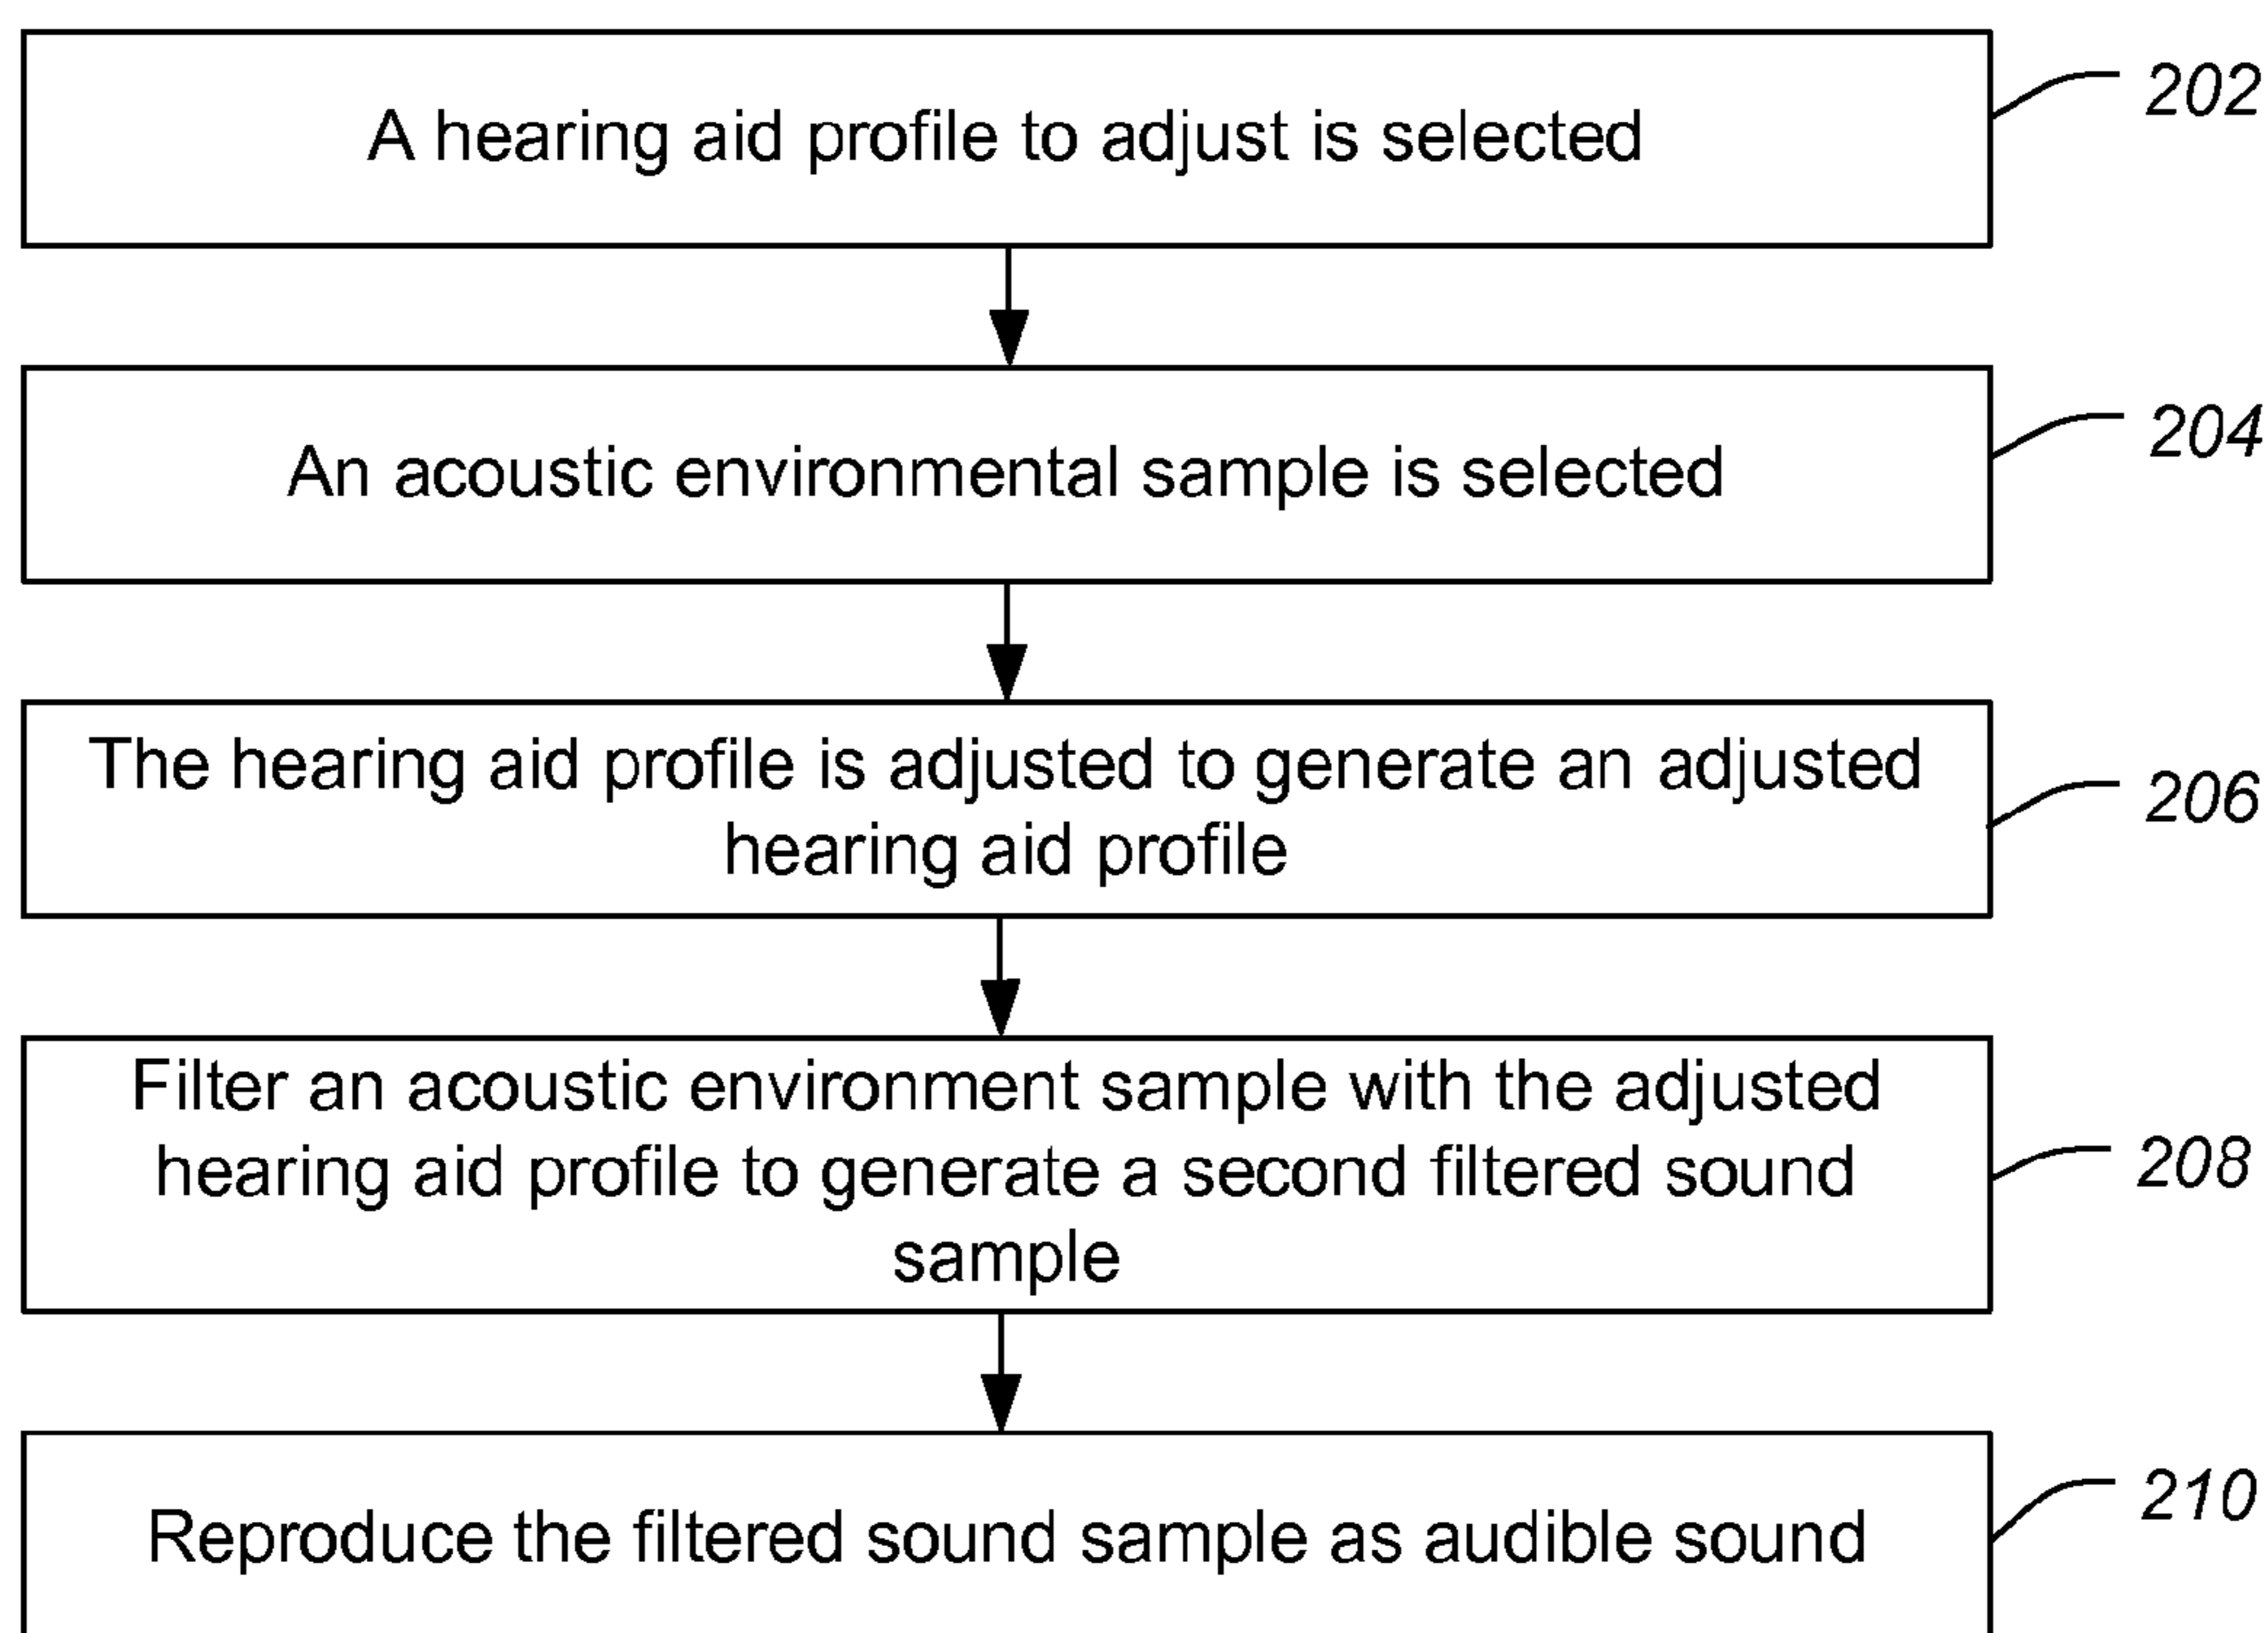 A hearing aid profile to adjust is selected
202
An acoustic environmental sample is selected
204
The hearing aid profile is adjusted to generate an adjusted
hearing aid profile
206
Filter an acoustic environment sample with the adjusted
hearing aid profile to generate a second filtered sound
sample
208
Reproduce the filtered sound sample as audible sound
210